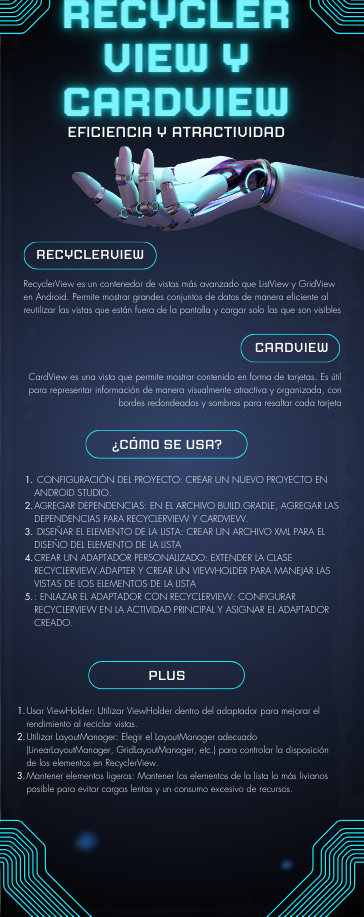 RECYCLER
VIEW Y
CARDVIEW
EFICIENCIA Y ATRACTIVIDAD
RECYCLERVIEW
RecyclerView es un contenedor de vistas más avanzado que ListView y GridView
en Android. Permite mostrar grandes conjuntos de datos de manera eficiente al
reutilizar las vistas que están fuera de la pantalla y cargar solo las que son visibles
CARDVIEW
CardView es una vista que permite mostrar contenido en forma de tarjetas. Es útil
para representar información de manera visualmente atractiva y organizada, con
bordes redondeados y sombras para resaltar cada tarjeta
¿CÓMO SE USA?
1. CONFIGURACIÓN DEL PROYECTO: CREAR UN NUEVO PROYECTO EN
ANDROID STUDIO.
2. AGREGAR DEPENDENCIAS: EN EL ARCHIVO BUILD.GRADLE, AGREGAR LAS
DEPENDENCIAS PARA RECYCLERVIEW Y CARDVIEW.
3. DISEÑAR EL ELEMENTO DE LA LISTA: CREAR UN ARCHIVO XML PARA EL
DISEÑO DEL ELEMENTO DE LA LISTA
4. CREAR UN ADAPTADOR PERSONALIZADO: EXTENDER LA CLASE
RECYCLERVIEW.ADAPTER Y CREAR UN VIEWHOLDER PARA MANEJAR LAS
VISTAS DE LOS ELEMENTOS DE LA LISTA
5. : ENLAZAR EL ADAPTADOR CON RECYCLERVIEW: CONFIGURAR
RECYCLERVIEW EN LA ACTIVIDAD PRINCIPAL Y ASIGNAR EL ADAPTADOR
CREADO.
PLUS
1. Usar ViewHolder: Utilizar ViewHolder dentro del adaptador para mejorar el
rendimiento al reciclar vistas.
2. Utilizar LayoutManager: Elegir el LayoutManager adecuado
(LinearLayoutManager, GridLayoutManager, etc.) para controlar la disposición
de los elementos en RecyclerView.
3. Mantener elementos ligeros: Mantener los elementos de la lista lo más livianos
posible para evitar cargas lentas y un consumo excesivo de recursos.